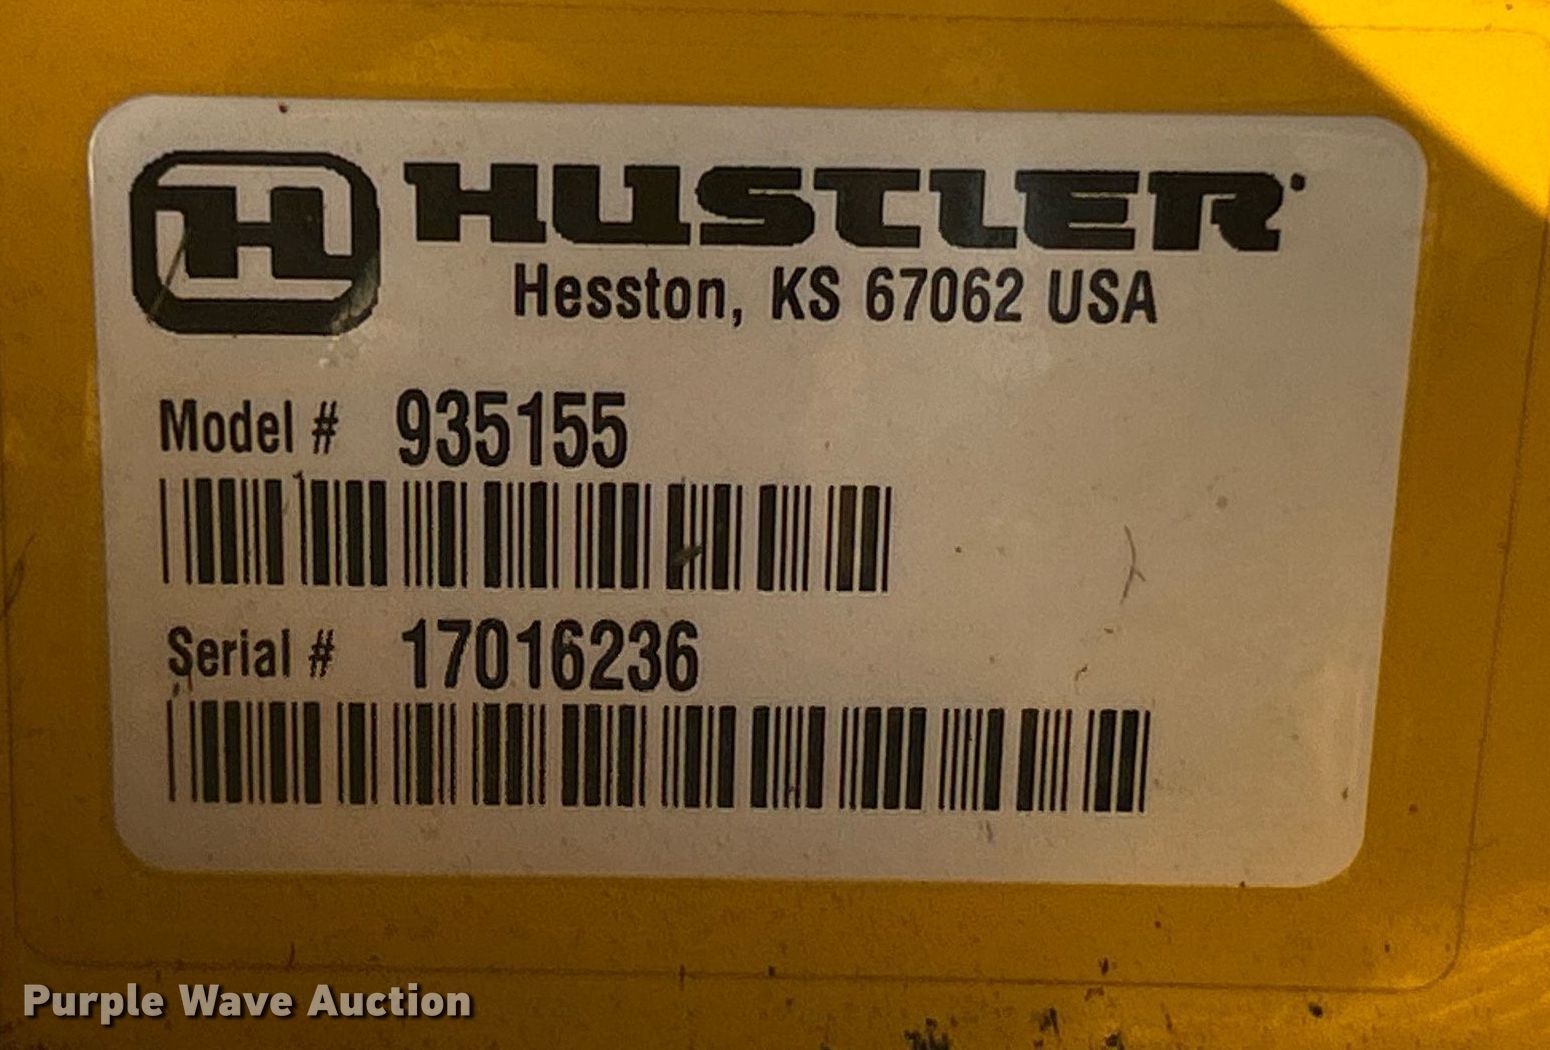 H HUSTLER
Hesston, KS 67062 USA
Model # 935155
Serial # 17016236
Purple Wave Auction